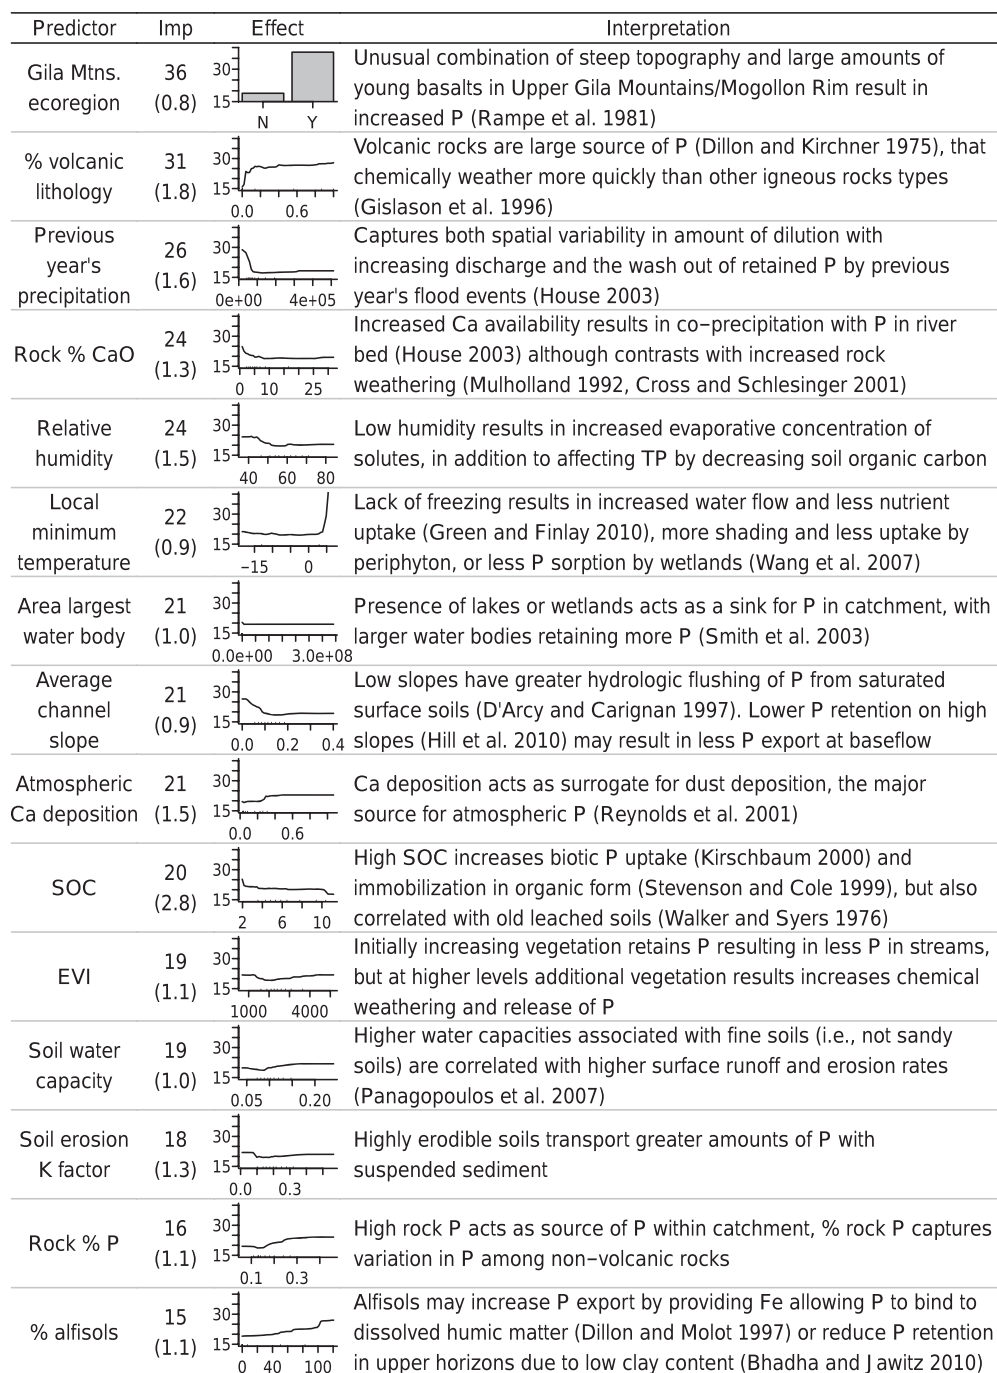 Predictor Imp Effect Interpretation
Gila Mtns. ecoregion 36 (0.8) 30 15 N Y
Unusual combination of steep topography and large amounts of
young basalts in Upper Gila Mountains/Mogollon Rim result in
increased P (Rampe et al. 1981)
% volcanic lithology 31 (1.8) 30 15 0.0 0.6
Volcanic rocks are large source of P (Dillon and Kirchner 1975), that
chemically weather more quickly than other igneous rocks types
(Gislason et al. 1996)
Previous year's precipitation 26 (1.6) 30 15 0e+00 4e+05
Captures both spatial variability in amount of dilution with
increasing discharge and the wash out of retained P by previous
year's flood events (House 2003)
Rock % CaO 24 (1.3) 30 15 0 10 25
Increased Ca availability results in co−precipitation with P in river
bed (House 2003) although contrasts with increased rock
weathering (Mulholland 1992, Cross and Schlesinger 2001)
Relative humidity 24 (1.5) 30 15 40 60 80
Low humidity results in increased evaporative concentration of
solutes, in addition to affecting TP by decreasing soil organic carbon
Local minimum temperature 22 (0.9) 30 15 −15 0
Lack of freezing results in increased water flow and less nutrient
uptake (Green and Finlay 2010), more shading and less uptake by
periphyton, or less P sorption by wetlands (Wang et al. 2007)
Area largest water body 21 (1.0) 30 15 0.0e+00 3.0e+08
Presence of lakes or wetlands acts as a sink for P in catchment, with
larger water bodies retaining more P (Smith et al. 2003)
Average channel slope 21 (0.9) 30 15 0.0 0.2 0.4
Low slopes have greater hydrologic flushing of P from saturated
surface soils (D'Arcy and Carignan 1997). Lower P retention on high
slopes (Hill et al. 2010) may result in less P export at baseflow
Atmospheric Ca deposition 21 (1.5) 30 15 0.0 0.6
Ca deposition acts as surrogate for dust deposition, the major
source for atmospheric P (Reynolds et al. 2001)
SOC 20 (2.8) 30 15 2 6 10
High SOC increases biotic P uptake (Kirschbaum 2000) and
immobilization in organic form (Stevenson and Cole 1999), but also
correlated with old leached soils (Walker and Syers 1976)
EVI 19 (1.1) 30 15 1000 4000
Initially increasing vegetation retains P resulting in less P in streams,
but at higher levels additional vegetation results increases chemical
weathering and release of P
Soil water capacity 19 (1.0) 30 15 0.05 0.20
Higher water capacities associated with fine soils (i.e., not sandy
soils) are correlated with higher surface runoff and erosion rates
(Panagopoulos et al. 2007)
Soil erosion K factor 18 (1.3) 30 15 0.0 0.3
Highly erodible soils transport greater amounts of P with
suspended sediment
Rock % P 16 (1.1) 30 15 0.1 0.3
High rock P acts as source of P within catchment, % rock P captures
variation in P among non−volcanic rocks
% alfisols 15 (1.1) 30 15 0 40 100
Alfisols may increase P export by providing Fe allowing P to bind to
dissolved humic matter (Dillon and Molot 1997) or reduce P retention
in upper horizons due to low clay content (Bhadha and Jawitz 2010)